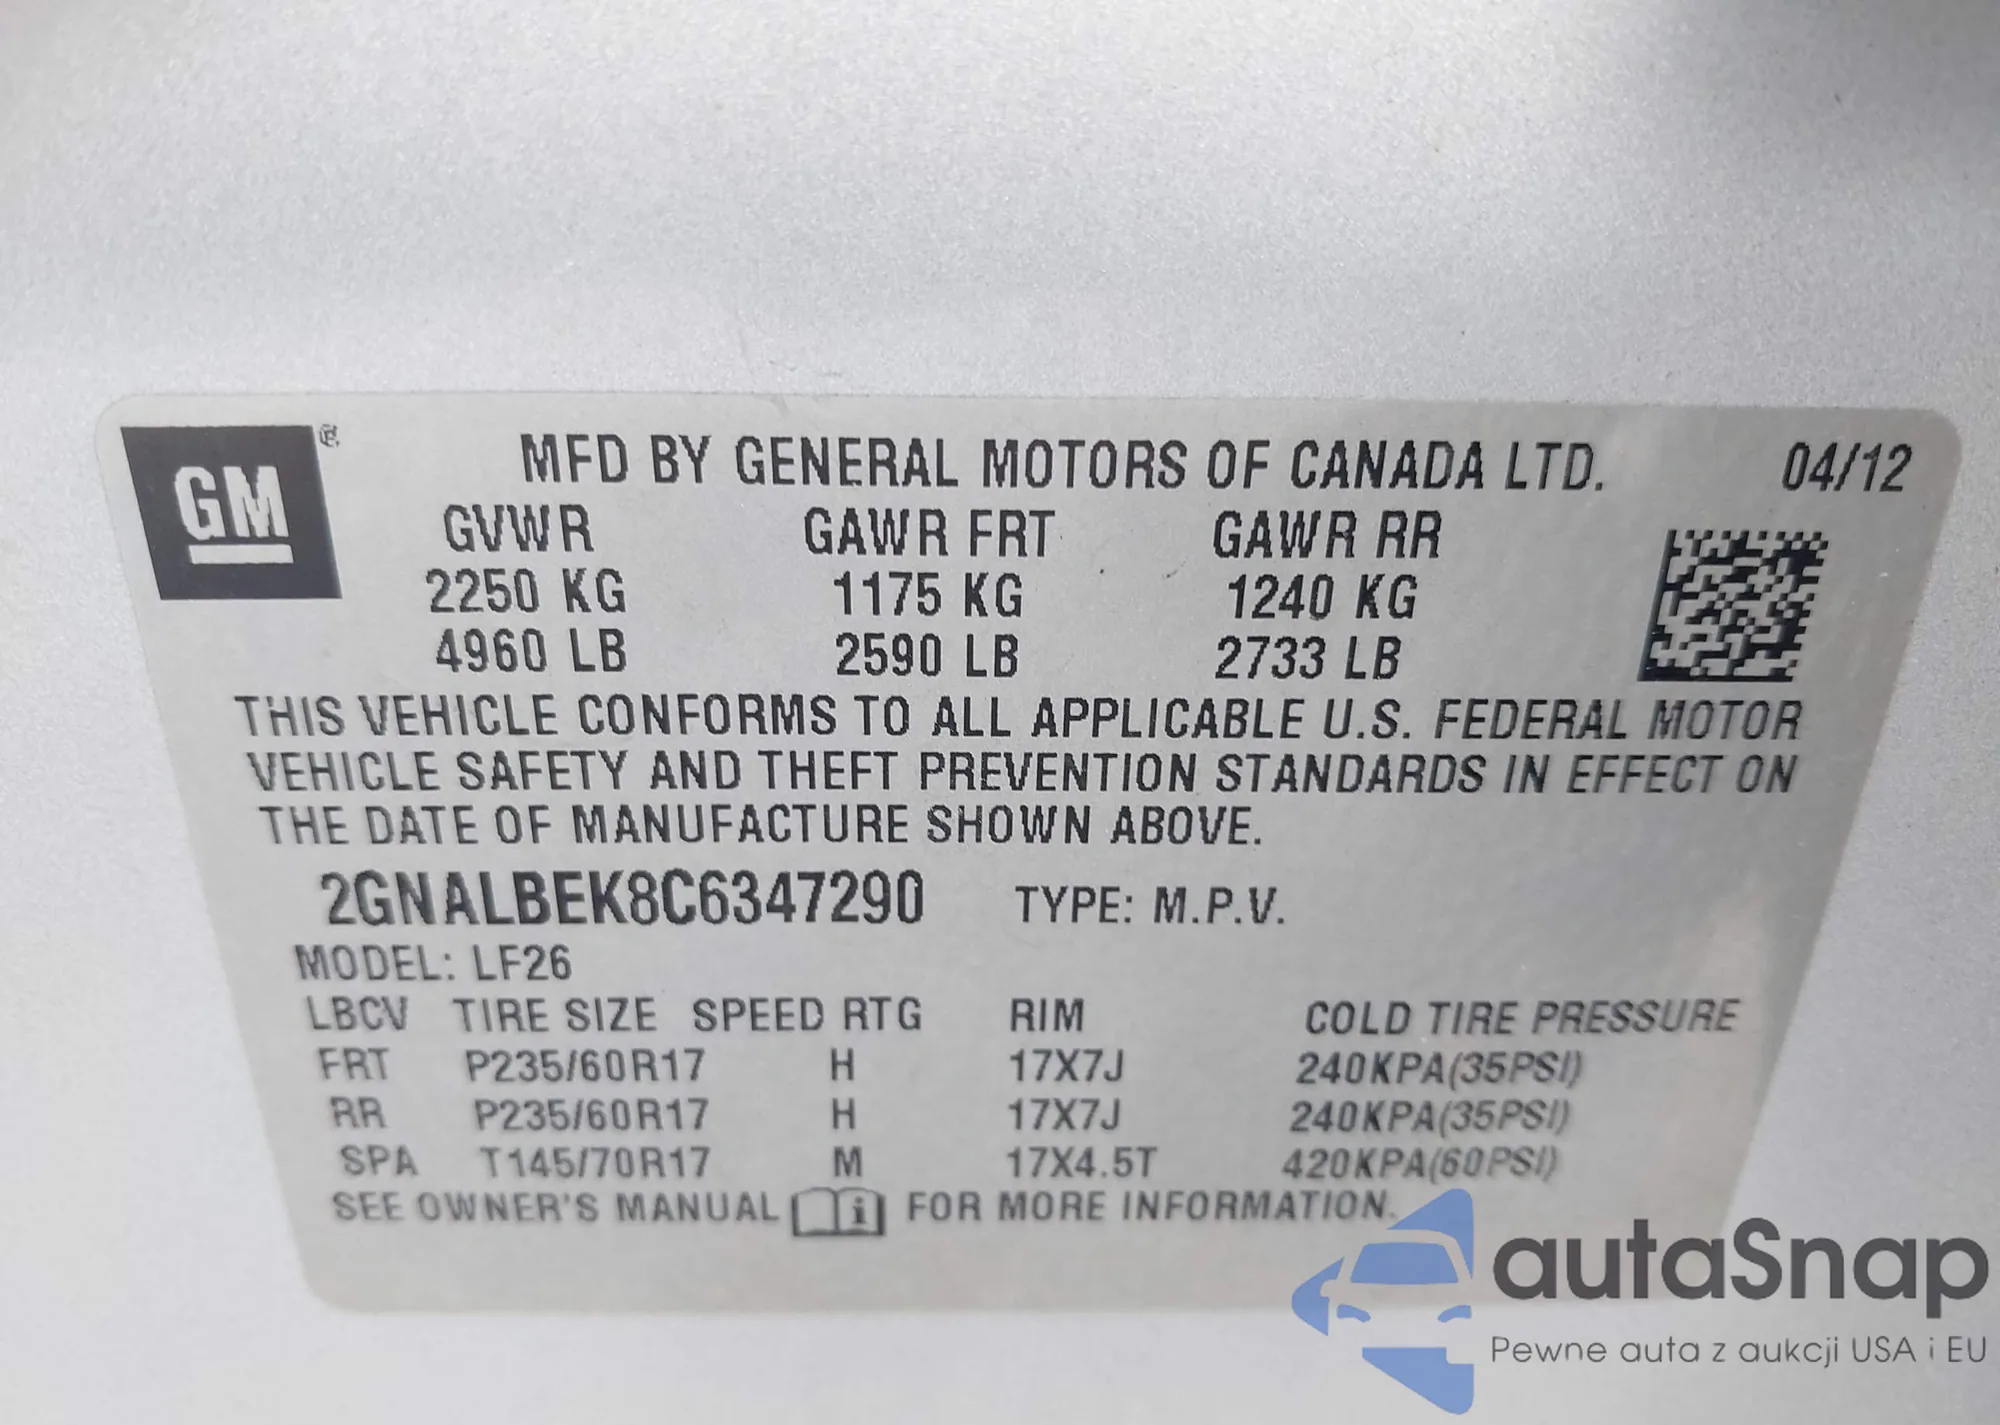 GM
MFD BY GENERAL MOTORS OF CANADA LTD. 04/12
GVWR GAWR FRT GAWR RR
2250 KG 1175 KG 1240 KG
4960 LB 2590 LB 2733 LB
THIS VEHICLE CONFORMS TO ALL APPLICABLE U.S. FEDERAL MOTOR
VEHICLE SAFETY AND THEFT PREVENTION STANDARDS IN EFFECT ON
THE DATE OF MANUFACTURE SHOWN ABOVE.
2GNALBEK8C6347290 TYPE: M.P.V.
MODEL: LF26
LBCV TIRE SIZE SPEED RTG RIM COLD TIRE PRESSURE
FRT P235/60R17 H 17X7J 240KPA(35PSI)
RR P235/60R17 H 17X7J 240KPA(35PSI)
SPA T145/70R17 M 17X4.5T 420KPA(60PSI)
SEE OWNER'S MANUAL FOR MORE INFORMATION.
autaSnap
Pewne auta z aukcji USA i EU